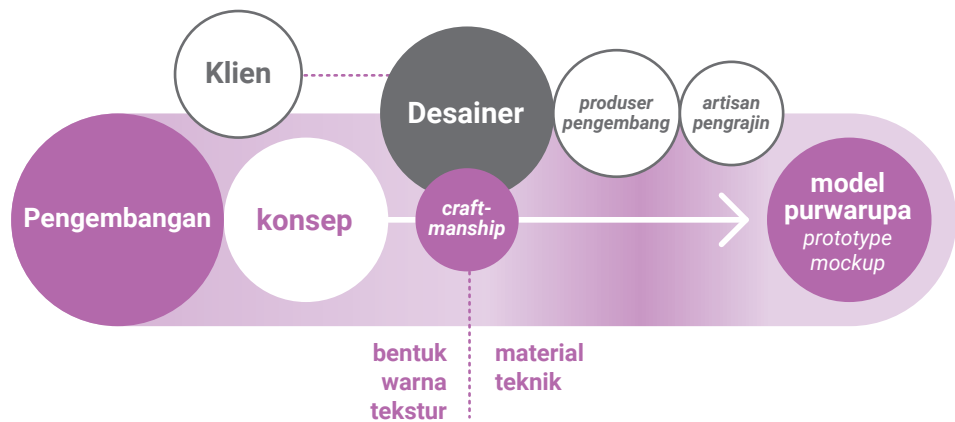 Klien
Desainer
produser
pengembang
artisan
pengrajin
Pengembangan
konsep
craft-
manship
model
purwarupa
prototype
mockup
bentuk
warna
tekstur
material
teknik